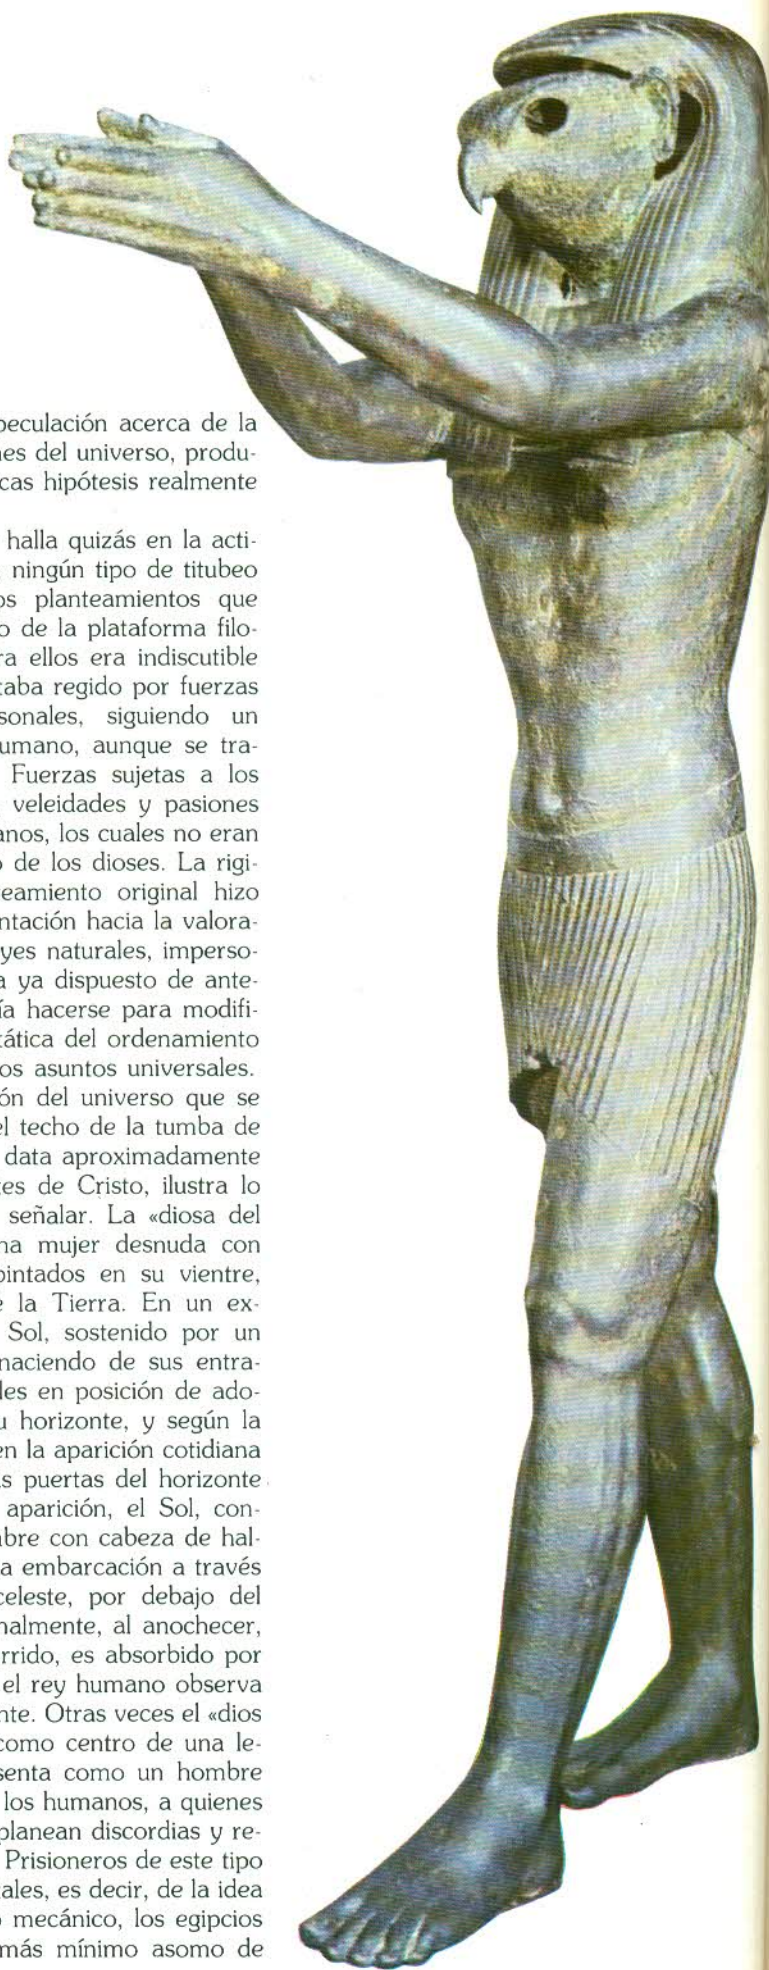 peculación acerca de la
nes del universo, produ-
cas hipótesis realmente
halla quizás en la acti-
ningún tipo de titubeo
os planteamientos que
o de la plataforma filo-
ra ellos era indiscutible
taba regido por fuerzas
sonales, siguiendo un
umano, aunque se tra-
Fuerzas sujetas a los
veleidades y pasiones
anos, los cuales no eran
o de los dioses. La rigi-
eamiento original hizo
ntación hacia la valora-
yes naturales, imperso-
a ya dispuesto de ante-
ía hacerse para modifi-
tática del ordenamiento
os asuntos universales.
ón del universo que se
el techo de la tumba de
data aproximadamente
tes de Cristo, ilustra lo
señalar. La «diosa del
na mujer desnuda con
pintados en su vientre,
e la Tierra. En un ex-
Sol, sostenido por un
naciendo de sus entra-
les en posición de ado-
u horizonte, y según la
en la aparición cotidiana
as puertas del horizonte
aparición, el Sol, con-
bre con cabeza de hal-
a embarcación a través
celeste, por debajo del
nalmente, al anochecer,
rrido, es absorbido por
el rey humano observa
nte. Otras veces el «dios
como centro de una le-
senta como un hombre
los humanos, a quienes
planean discordias y re-
Prisioneros de este tipo
tales, es decir, de la idea
o mecánico, los egipcios
más mínimo asomo de